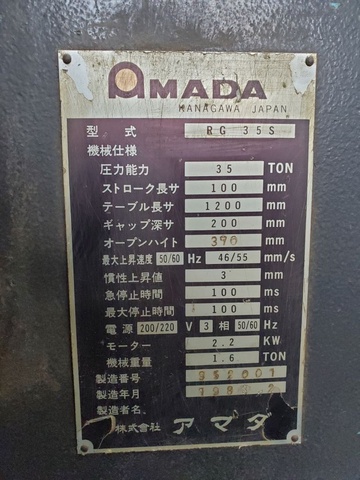 AMADA
KANAGAWA JAPAN
型式 RG 35S
機械仕様
圧力能力 35 TON
ストローク長サ 100 mm
テーブル長サ 1200 mm
ギャップ深サ 200 mm
オープンハイト 370 mm
最大上昇速度 50/60 Hz 46/55 mm/s
慣性上昇値 3 mm
急停止時間 100 ms
最大停止時間 100 ms
電源 200/220 V 3 相 50/60 Hz
モーター 2.2 KW
機械重量 1.6 TON
製造番号
製造年月
製造者名
株式会社 アマダ